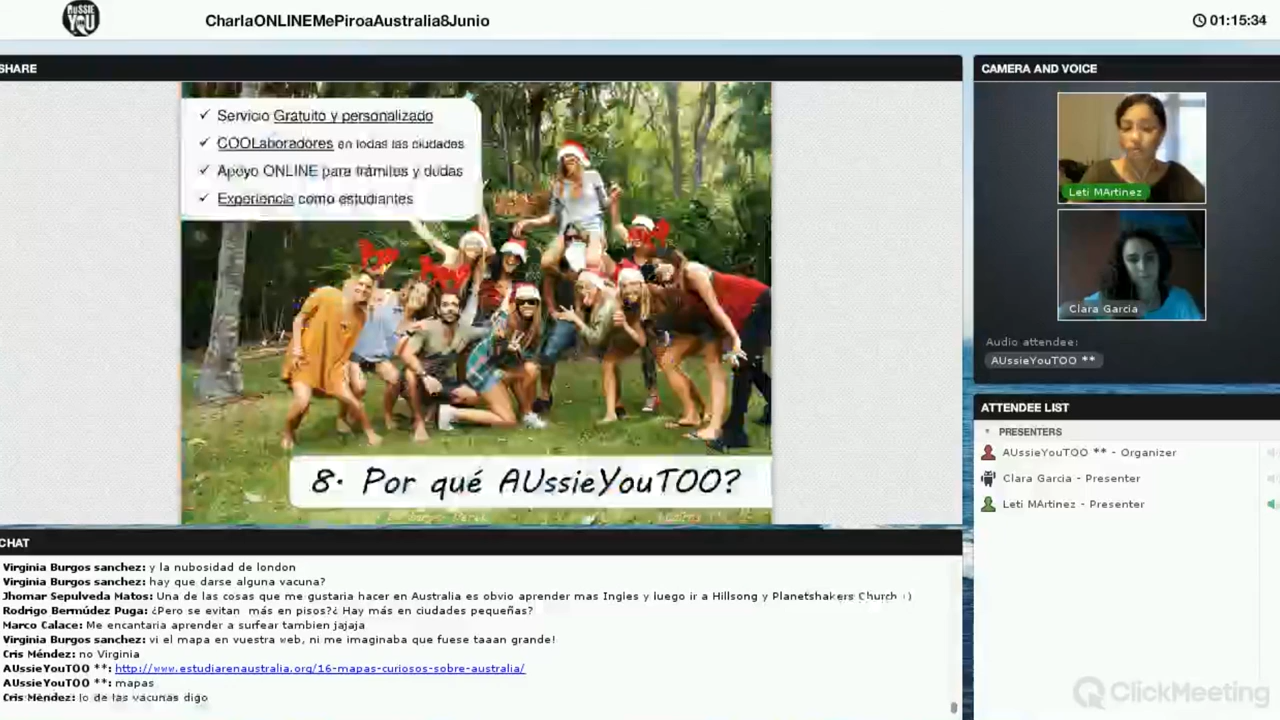 AUSSIE
YOU
CharlaONLINEMePiroaAustralia8Junio
01:15:34
SHARE
CAMERA AND VOICE
✓ Servicio Gratuito y personalizado
✓ COOLaboradores en todas las ciudades
✓ Apoyo ONLINE para trámites y dudas
✓ Experiencia como estudiantes
8. Por qué AUssieYouTOO?
Leti MArtinez
Clara Garcia
Audio attendee:
AUssieYouTOO **
ATTENDEE LIST
PRESENTERS
AUssieYouTOO ** - Organizer
Clara Garcia - Presenter
Leti MArtinez - Presenter
CHAT
Virginia Burgos sanchez: y la nubosidad de london
Virginia Burgos sanchez: hay que darse alguna vacuna?
Jhomar Sepulveda Matos: Una de las cosas que me gustaria hacer en Australia es obvio aprender mas Ingles y luego ir a Hillsong y Planetshakers Church :)
Rodrigo Bermúdez Puga: ¿Pero se evitan más en pisos?¿ Hay más en ciudades pequeñas?
Marco Calace: Me encantaria aprender a surfear tambien jajaja
Virginia Burgos sanchez: vi el mapa en vuestra web, ni me imaginaba que fuese taaan grande!
Cris Méndez: no Virginia
AUssieYouTOO **: http://www.estudiarenaustralia.org/16-mapas-curiosos-sobre-australia/
AUssieYouTOO **: mapas
Cris Méndez: lo de las vacunas digo
ClickMeeting